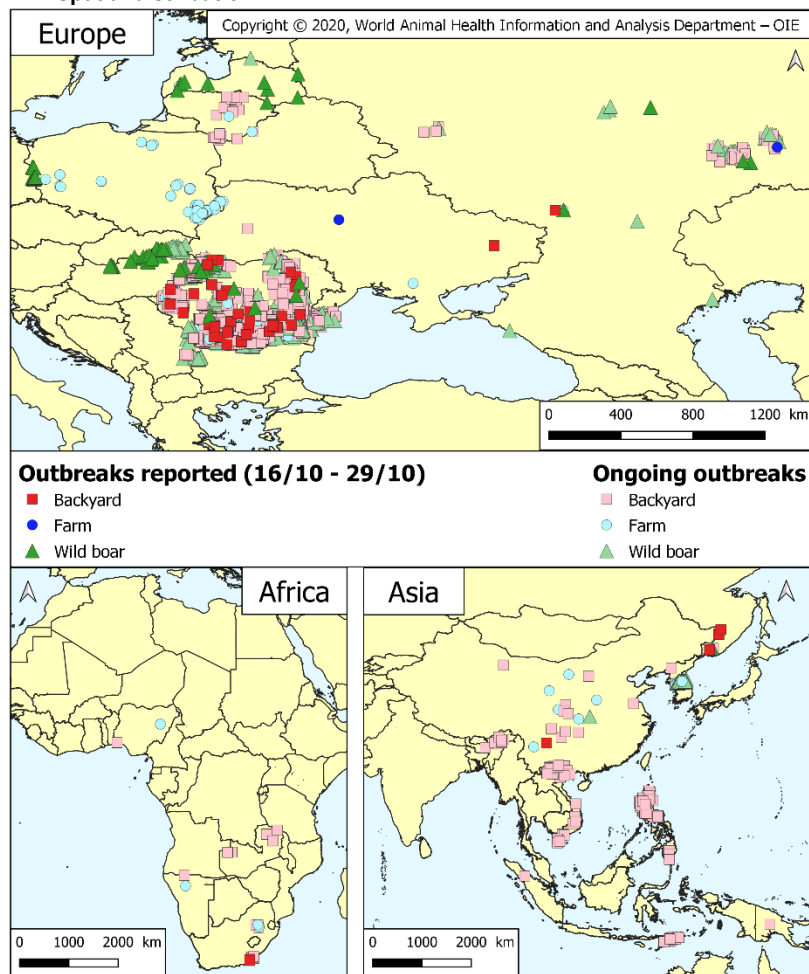 Europe
Copyright © 2020, World Animal Health Information and Analysis Department – OIE
0 400 800 1200 km
Outbreaks reported (16/10 - 29/10)
Backyard
Farm
Wild boar
Ongoing outbreaks
Backyard
Farm
Wild boar
Africa
0 1000 2000 km
Asia
0 1000 2000 km